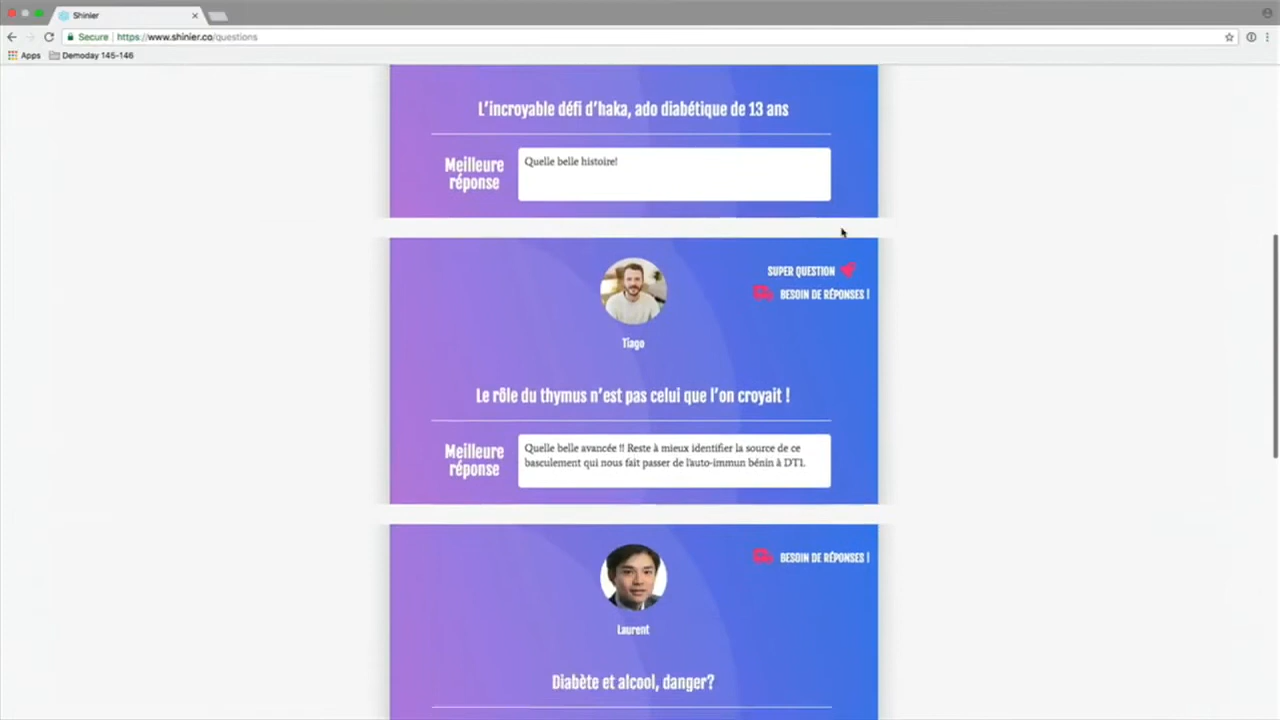 Shinier
Secure
https://www.shinier.co/questions
Apps
Demoday 145-146
L'incroyable défi d'haka, ado diabétique de 13 ans
Meilleure
réponse
Quelle belle histoire!
SUPER QUESTION
BESOIN DE RÉPONSES !
Tiago
Le rôle du thymus n'est pas celui que l'on croyait !
Meilleure
réponse
Quelle belle avancée !! Reste à mieux identifier la source de ce
basculement qui nous fait passer de l'auto-immun bénin à DT1.
BESOIN DE RÉPONSES !
Laurent
Diabète et alcool, danger?